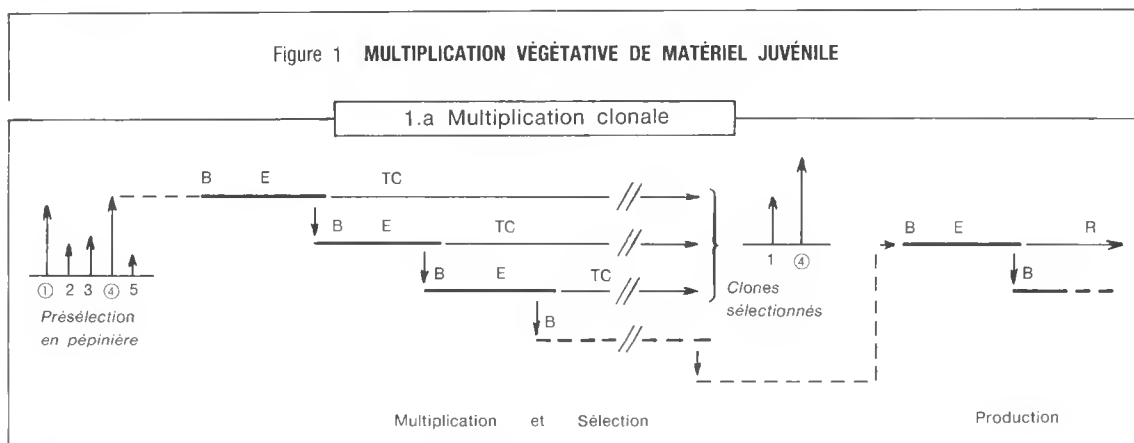 Figure 1 MULTIPLICATION VÉGÉTATIVE DE MATÉRIEL JUVÉNILE
1.a Multiplication clonale
B E TC
B E TC
B E TC
B
① 2 3 ④ 5
Présélection
en pépinière
1 ④
Clones
sélectionnés
B E R
B
Multiplication et Sélection
Production